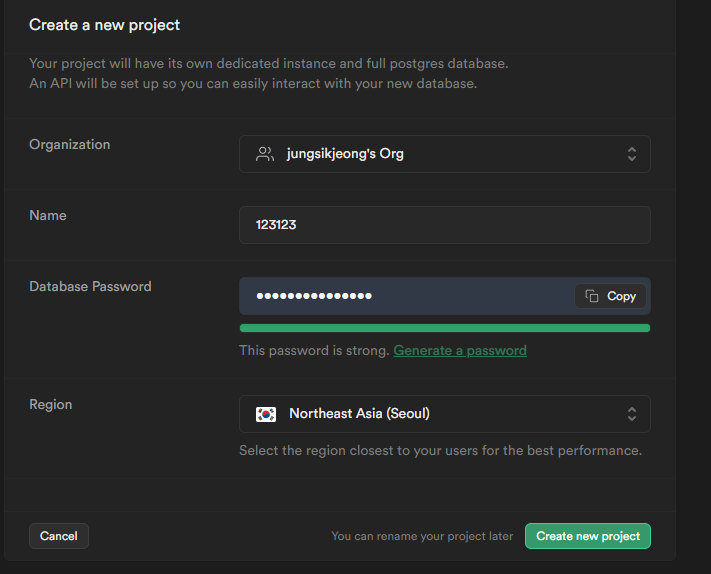 Create a new project
Your project will have its own dedicated instance and full postgres database.
An API will be set up so you can easily interact with your new database.
Organization
jungsikjeong's Org
Name
123123
Database Password
•••••••••••••••
Copy
This password is strong. Generate a password
Region
Northeast Asia (Seoul)
Select the region closest to your users for the best performance.
Cancel
You can rename your project later
Create new project